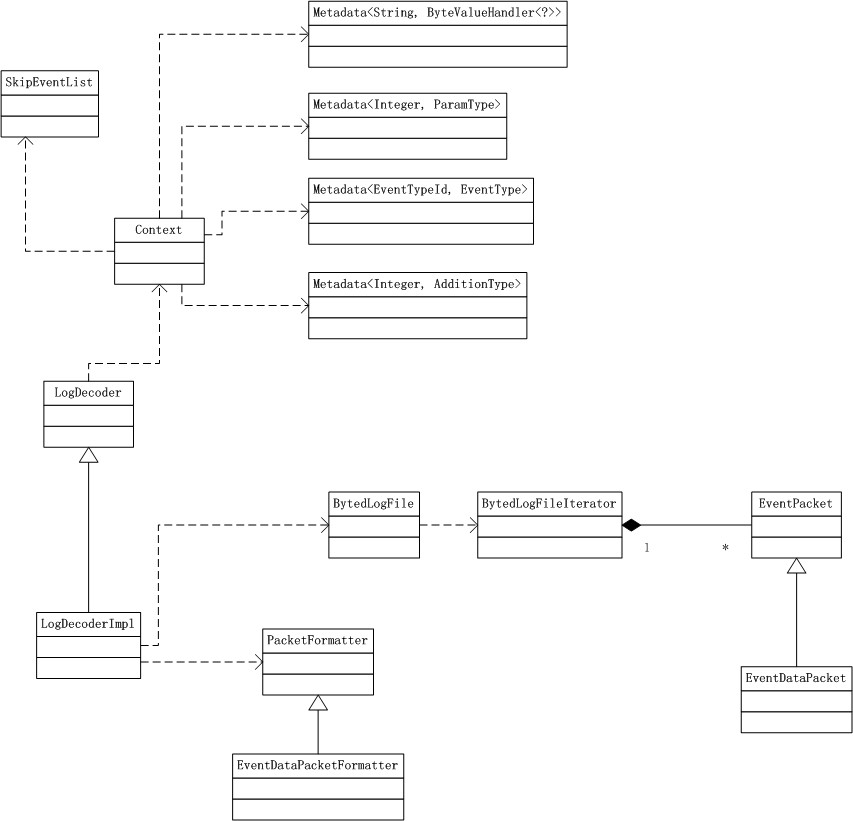 Metadata<String, ByteValueHandler<?>>
SkipEventList
Metadata<Integer, ParamType>
Metadata<EventTypeId, EventType>
Context
Metadata<Integer, AdditionType>
LogDecoder
BytedLogFile
BytedLogFileIterator
EventPacket
1
*
LogDecoderImpl
PacketFormatter
EventDataPacket
EventDataPacketFormatter